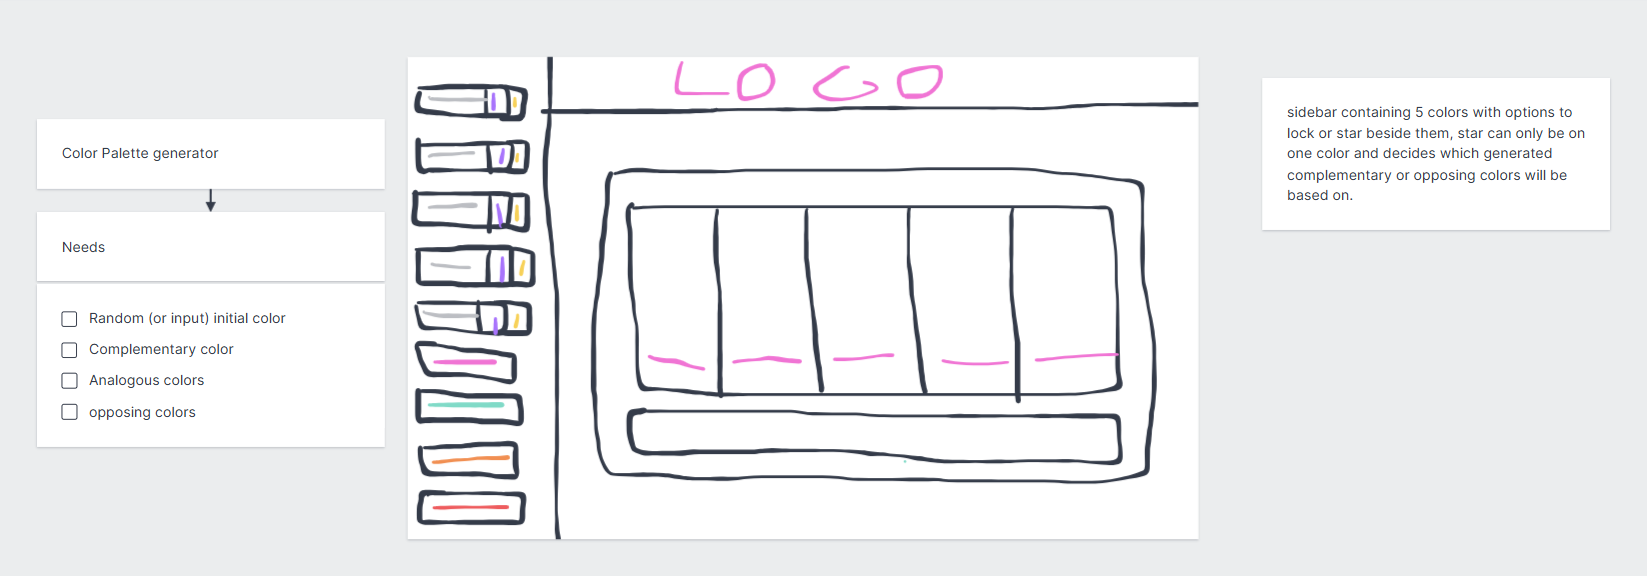 Color Palette generator
Needs
Random (or input) initial color
Complementary color
Analogous colors
opposing colors
LOGO
sidebar containing 5 colors with options to
lock or star beside them, star can only be on
one color and decides which generated
complementary or opposing colors will be
based on.